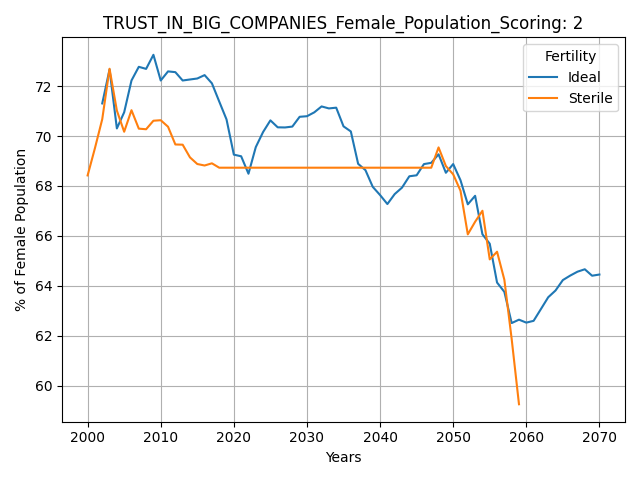 TRUST_IN_BIG_COMPANIES_Female_Population_Scoring: 2
Fertility
Ideal
Sterile
72
70
68
66
64
62
60
% of Female Population
2000 2010 2020 2030 2040 2050 2060 2070
Years